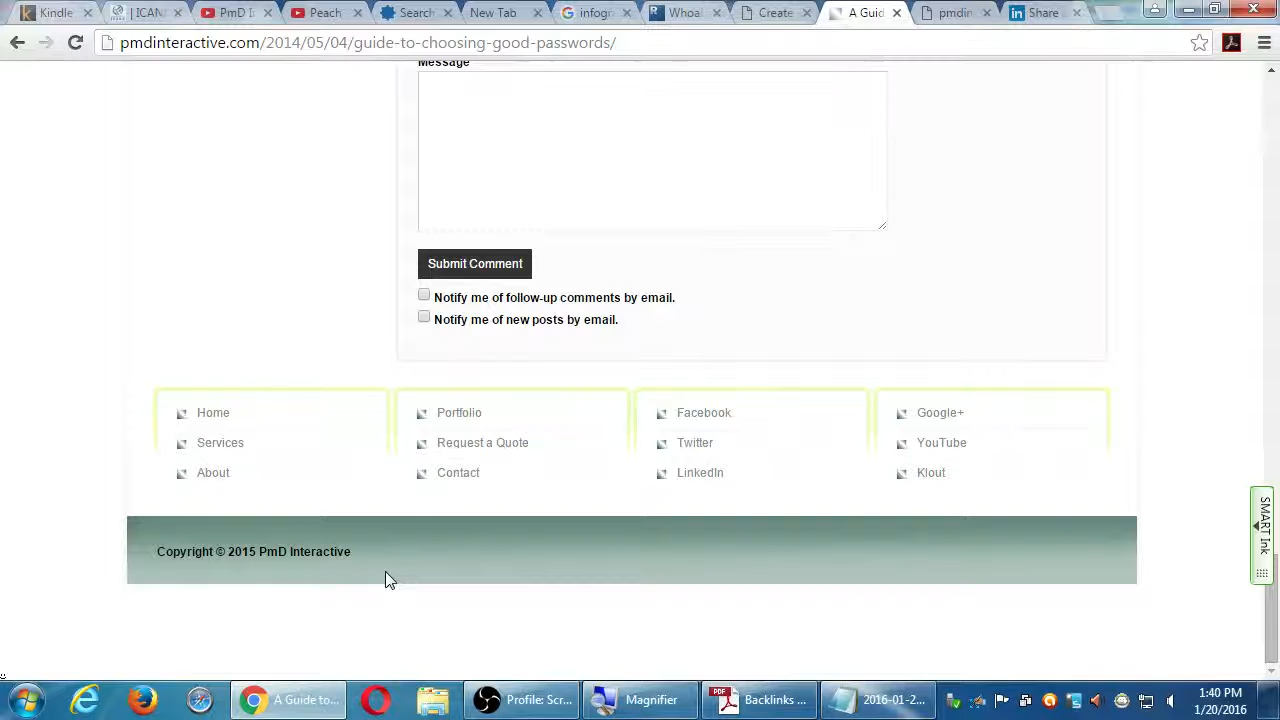 Kindle
[ ICAN
PmD I
Peach
Search
New Tab
infogr
Whoa!
Create
A Guid
pmdin
Share
pmdinteractive.com/2014/05/04/guide-to-choosing-good-passwords/
Message
Submit Comment
Notify me of follow-up comments by email.
Notify me of new posts by email.
Home
Services
About
Portfolio
Request a Quote
Contact
Facebook
Twitter
LinkedIn
Google+
YouTube
Klout
Copyright © 2015 PmD Interactive
SMART Ink
A Guide to...
Profile: Scr...
Magnifier
PDF
Backlinks ...
2016-01-2...
1:40 PM
1/20/2016